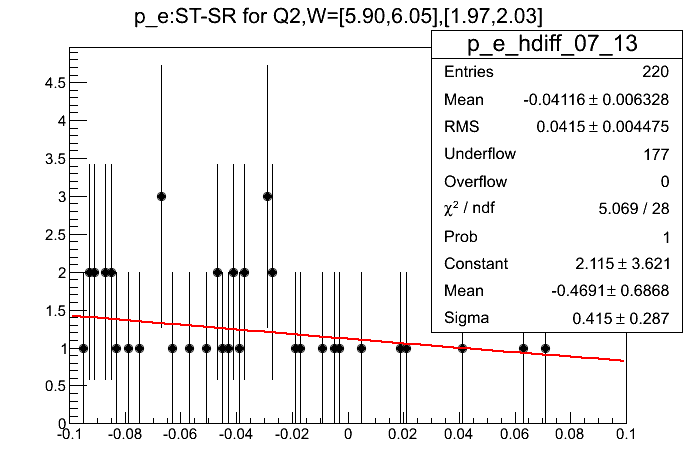 p_e:ST-SR for Q2,W=[5.90,6.05],[1.97,2.03]
p_e_hdiff_07_13
Entries 220
Mean -0.04116 ± 0.006328
RMS 0.0415 ± 0.004475
Underflow 177
Overflow 0
χ² / ndf 5.069 / 28
Prob 1
Constant 2.115 ± 3.621
Mean -0.4691 ± 0.6868
Sigma 0.415 ± 0.287
4.5
4
3.5
3
2.5
2
1.5
1
0.5
0
-0.1 -0.08 -0.06 -0.04 -0.02 0 0.02 0.04 0.06 0.08 0.1